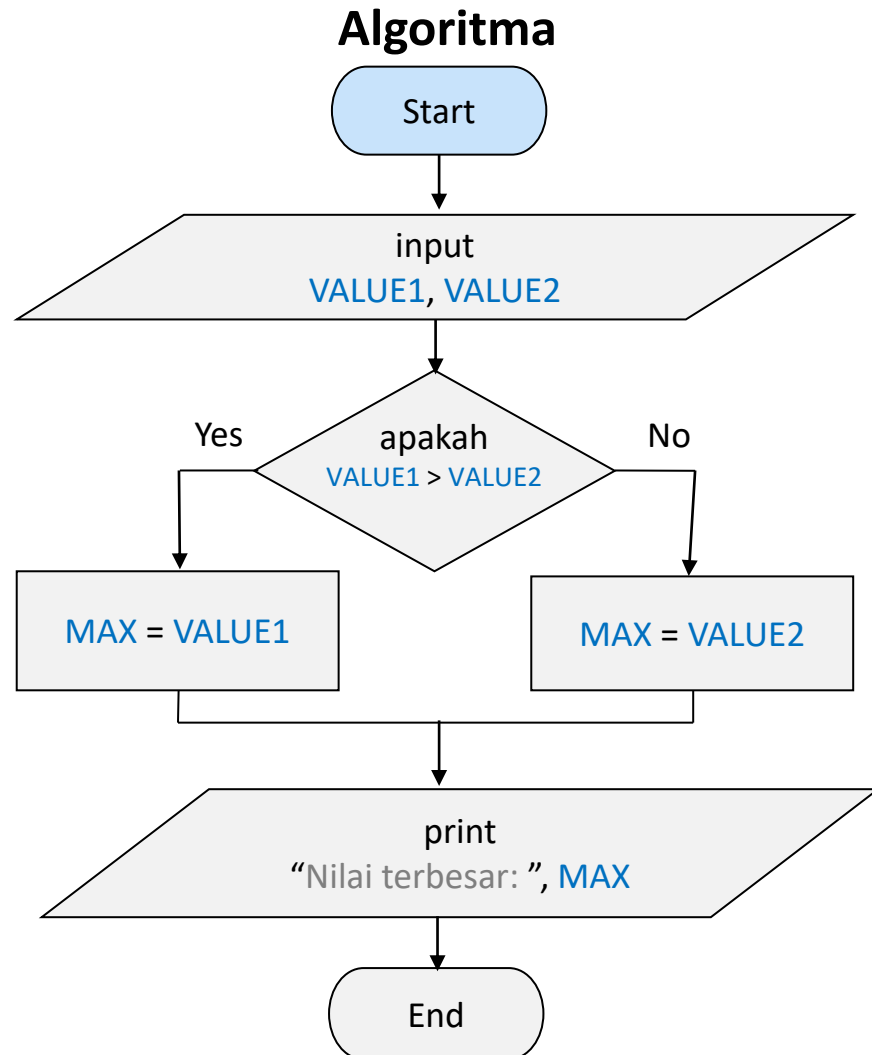 Algoritma
Start
input
VALUE1, VALUE2
Yes
apakah
No
VALUE1 > VALUE2
MAX = VALUE1
MAX = VALUE2
print
“Nilai terbesar: ”, MAX
End